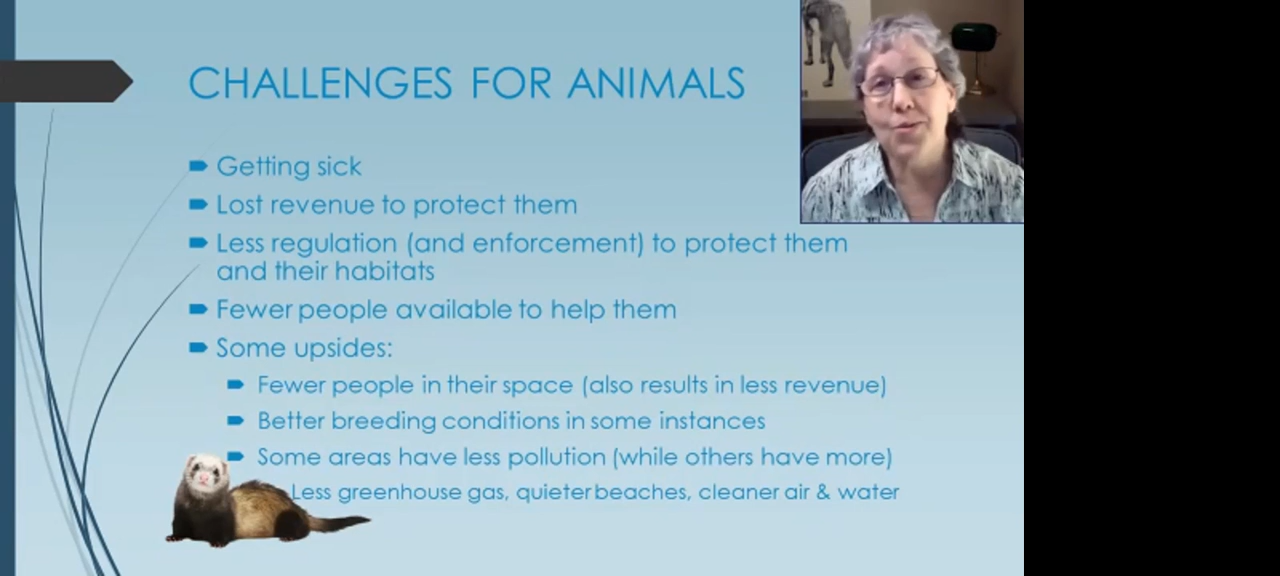 CHALLENGES FOR ANIMALS
Getting sick
Lost revenue to protect them
Less regulation (and enforcement) to protect them
and their habitats
Fewer people available to help them
Some upsides:
Fewer people in their space (also results in less revenue)
Better breeding conditions in some instances
Some areas have less pollution (while others have more)
Less greenhouse gas, quieter beaches, cleaner air & water